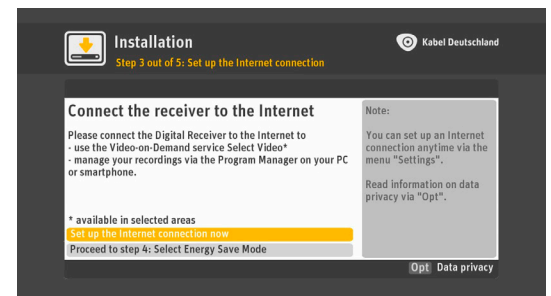 Installation
Kabel Deutschland
Step 3 out of 5: Set up the Internet connection
Connect the receiver to the Internet
Please connect the Digital Receiver to the Internet to
- use the Video-on-Demand service Select Video*
- manage your recordings via the Program Manager on your PC
or smartphone.
* available in selected areas
Set up the Internet connection now
Proceed to step 4: Select Energy Save Mode
Note:
You can set up an Internet
connection anytime via the
menu "Settings".
Read information on data
privacy via "Opt".
Opt Data privacy